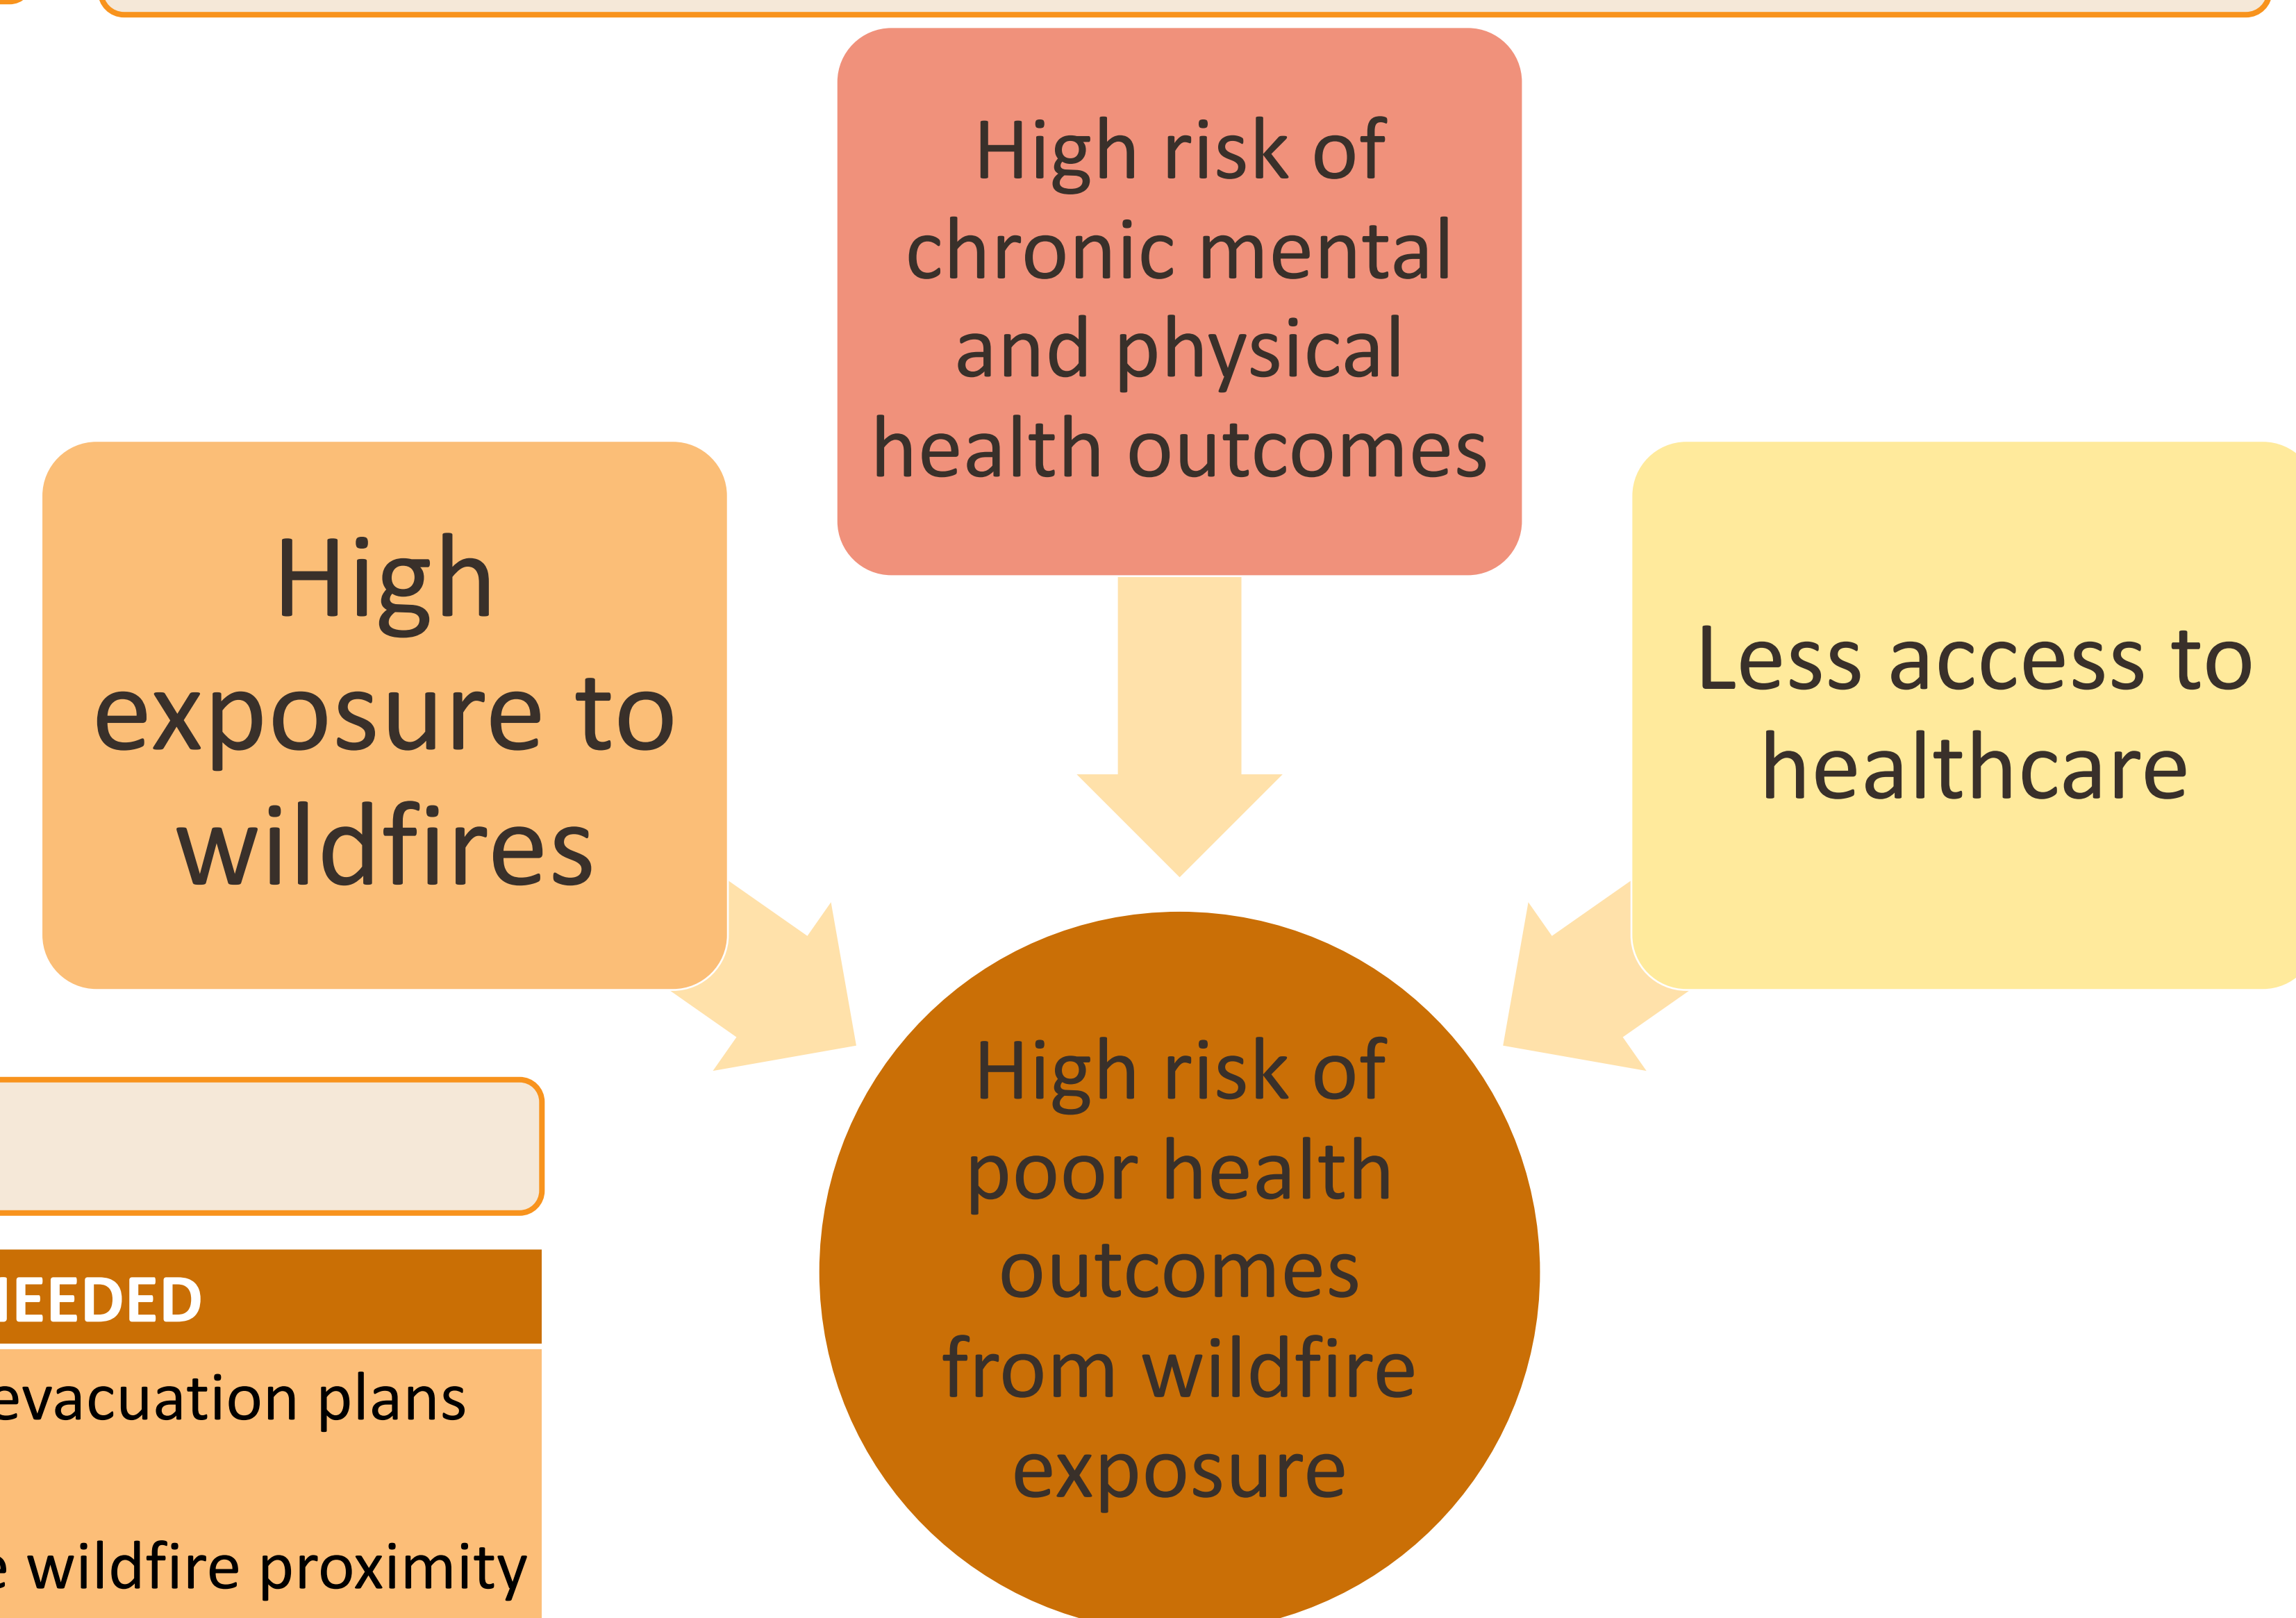 High risk of
chronic mental
and physical
health outcomes
High
exposure to
wildfires
Less access to
healthcare
High risk of
poor health
outcomes
from wildfire
exposure
evacuation plans
wildfire proximity